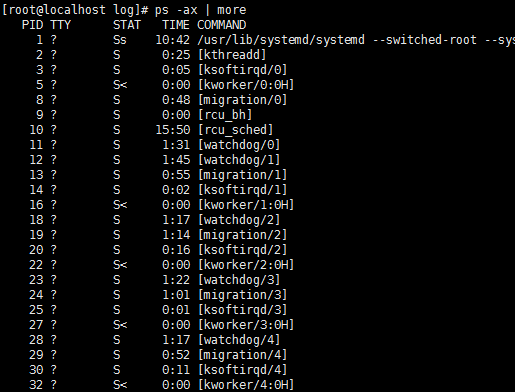 [root@localhost log]# ps -ax | more
PID TTY STAT TIME COMMAND
1 ? Ss 10:42 /usr/lib/systemd/systemd --switched-root --sys
2 ? S 0:25 [kthreadd]
3 ? S 0:05 [ksoftirqd/0]
5 ? S< 0:00 [kworker/0:0H]
8 ? S 0:48 [migration/0]
9 ? S 0:00 [rcu_bh]
10 ? S 15:50 [rcu_sched]
11 ? S 1:31 [watchdog/0]
12 ? S 1:45 [watchdog/1]
13 ? S 0:55 [migration/1]
14 ? S 0:02 [ksoftirqd/1]
16 ? S< 0:00 [kworker/1:0H]
18 ? S 1:17 [watchdog/2]
19 ? S 1:14 [migration/2]
20 ? S 0:16 [ksoftirqd/2]
22 ? S< 0:00 [kworker/2:0H]
23 ? S 1:22 [watchdog/3]
24 ? S 1:01 [migration/3]
25 ? S 0:01 [ksoftirqd/3]
27 ? S< 0:00 [kworker/3:0H]
28 ? S 1:17 [watchdog/4]
29 ? S 0:52 [migration/4]
30 ? S 0:11 [ksoftirqd/4]
32 ? S< 0:00 [kworker/4:0H]